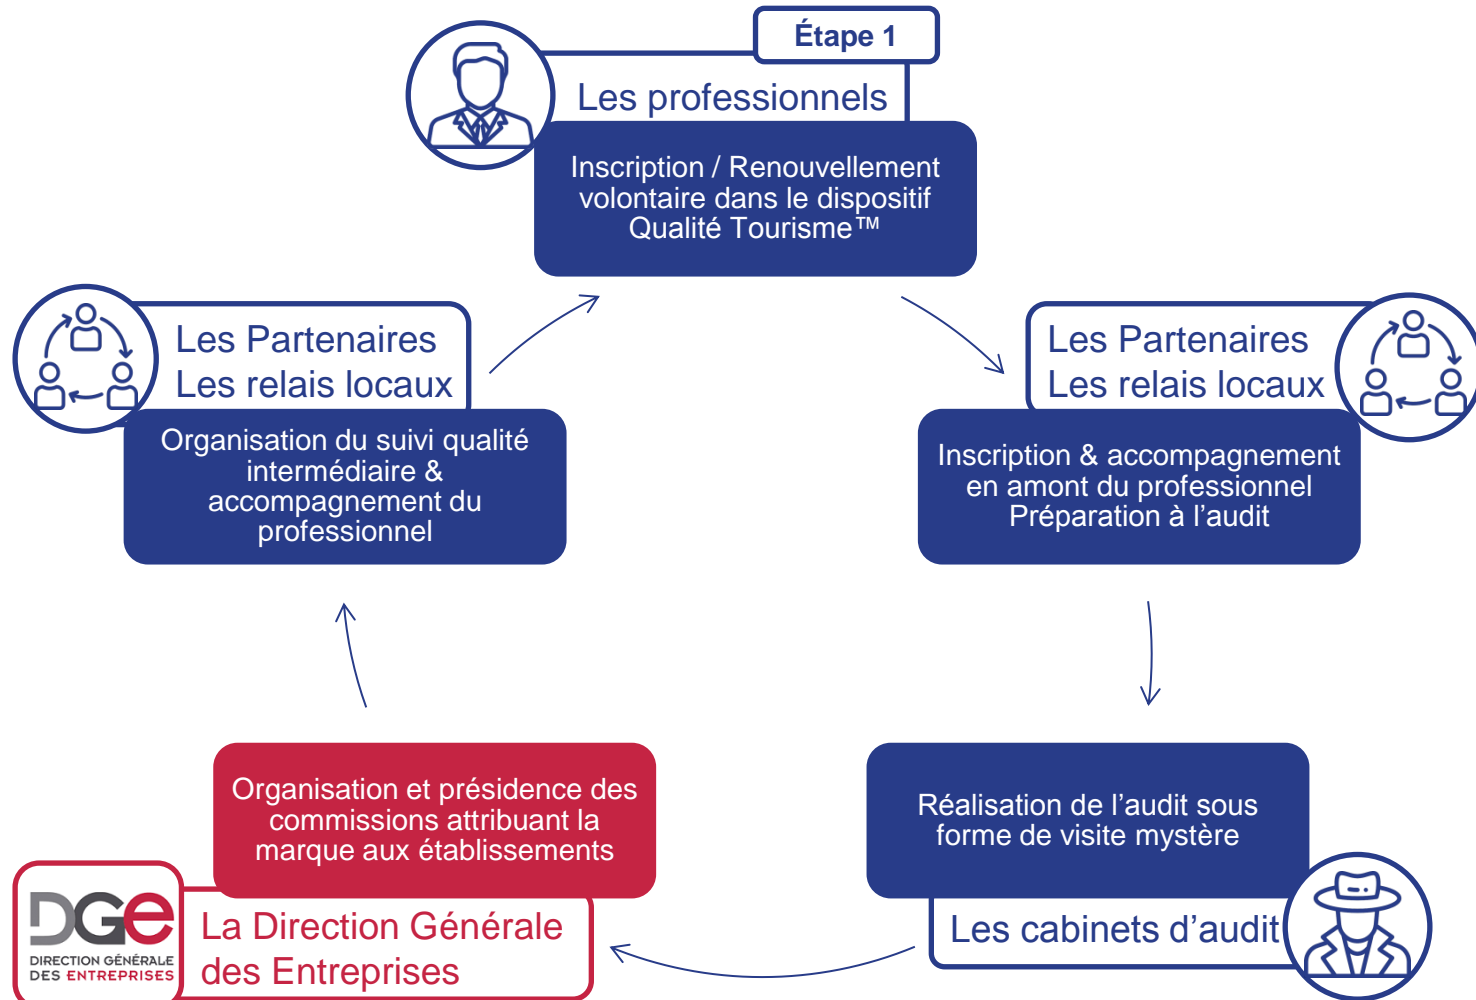 Étape 1
Les professionnels
Inscription / Renouvellement
volontaire dans le dispositif
Qualité Tourisme™
Les Partenaires
Les relais locaux
Inscription & accompagnement
en amont du professionnel
Préparation à l’audit
Réalisation de l’audit sous
forme de visite mystère
Les cabinets d’audit
Organisation et présidence des
commissions attribuant la
marque aux établissements
La Direction Générale
des Entreprises
DGe
DIRECTION GÉNÉRALE
DES ENTREPRISES
Les Partenaires
Les relais locaux
Organisation du suivi qualité
intermédiaire &
accompagnement du
professionnel